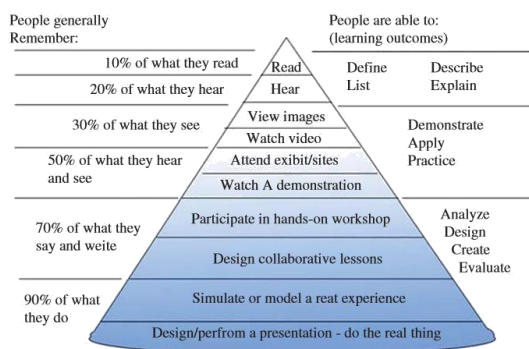 People generally
Remember:
People are able to:
(learning outcomes)
10% of what they read
Read
Define
Describe
List
Explain
20% of what they hear
Hear
30% of what they see
View images
Watch video
Demonstrate
Apply
Practice
50% of what they hear
and see
Attend exibit/sites
Watch A demonstration
70% of what they
say and weite
Participate in hands-on workshop
Design collaborative lessons
Analyze
Design
Create
Evaluate
90% of what
they do
Simulate or model a reat experience
Design/perfrom a presentation - do the real thing